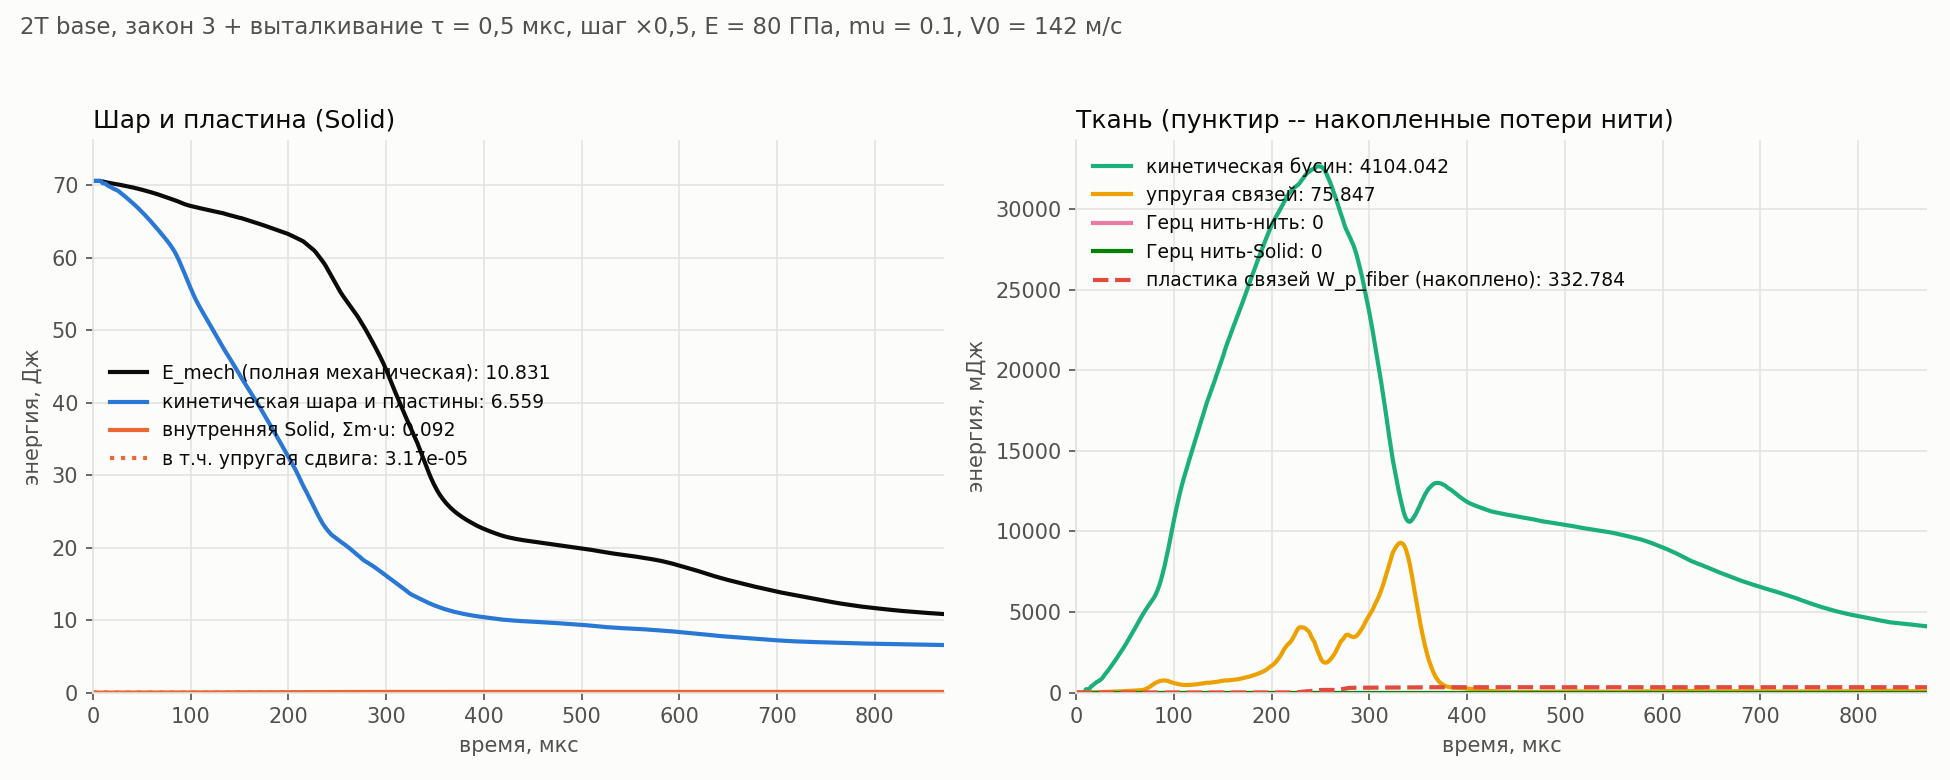 2T base, закон 3 + выталкивание τ = 0,5 мкс, шаг ×0,5, E = 80 ГПа, mu = 0.1, V0 = 142 м/с
Шар и пластина (Solid)
энергия, Дж
70
60
50
40
30
20
10
0
E_mech (полная механическая): 10.831
кинетическая шара и пластины: 6.559
внутренняя Solid, Σm·u: 0.092
в т.ч. упругая сдвига: 3.17e-05
0 100 200 300 400 500 600 700 800
время, мкс
Ткань (пунктир -- накопленные потери нити)
энергия, мДж
30000
25000
20000
15000
10000
5000
0
кинетическая бусин: 4104.042
упругая связей: 75.847
Герц нить-нить: 0
Герц нить-Solid: 0
пластика связей W_p_fiber (накоплено): 332.784
0 100 200 300 400 500 600 700 800
время, мкс